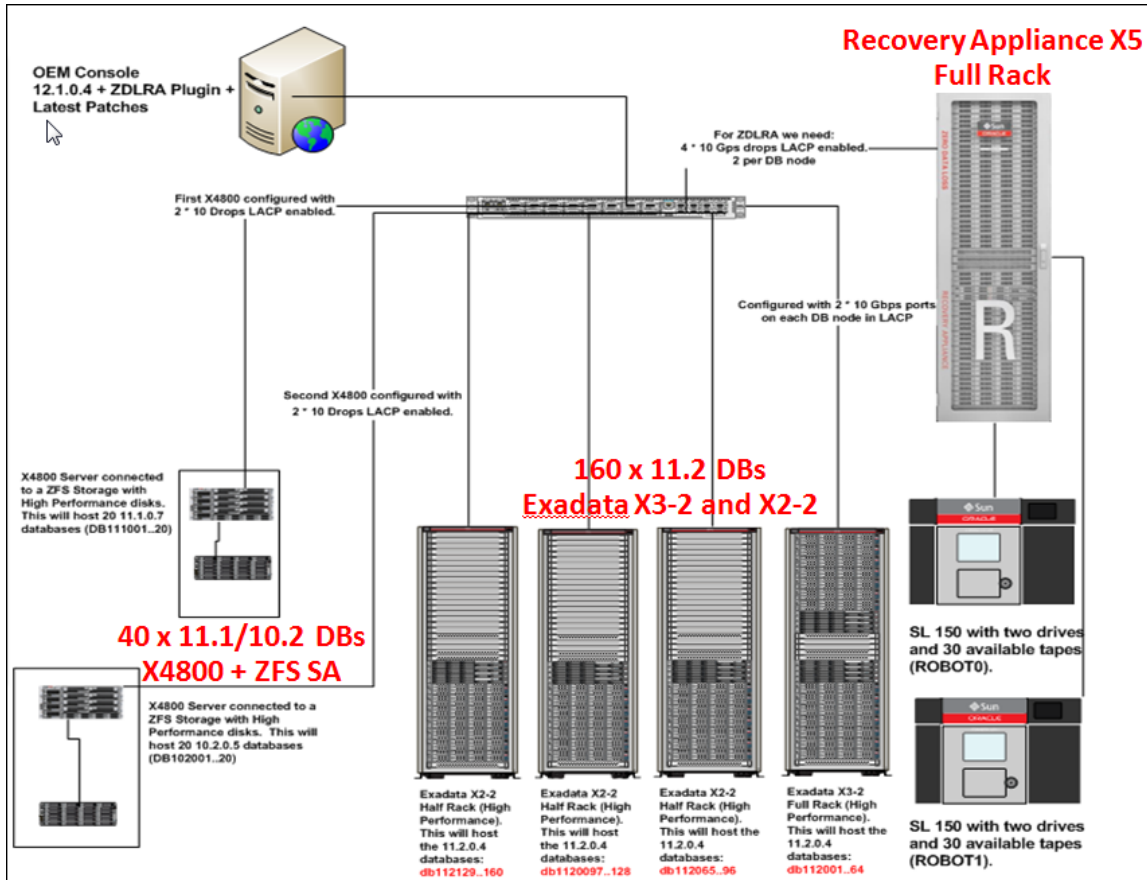 Recovery Appliance X5
Full Rack
OEM Console
12.1.0.4 + ZDLRA Plugin +
Latest Patches
For ZDLRA we need:
4 * 10 Gps drops LACP enabled.
2 per DB node
Sun
ORACLE
ZERO DATA LOSS
RECOVERY APPLIANCE
R
First X4800 configured with
2 * 10 Drops LACP enabled.
Configured with 2 * 10 Gbps ports
on each DB node in LACP
Second X4800 configured with
2 * 10 Drops LACP enabled.
160 x 11.2 DBs
Exadata X3-2 and X2-2
X4800 Server connected
to a ZFS Storage with
High Performance disks.
This will host 20 11.1.0.7
databases (DB111001..20)
40 x 11.1/10.2 DBs
X4800 + ZFS SA
X4800 Server connected to a
ZFS Storage with High
Performance disks. This will
host 20 10.2.0.5 databases
(DB102001..20)
Sun
ORACLE
SL 150 with two drives
and 30 available tapes
(ROBOT0).
Sun
ORACLE
SL 150 with two drives
and 30 available tapes
(ROBOT1).
Exadata X2-2
Half Rack (High
Performance).
This will host
the 11.2.0.4
databases:
db112129..160
Exadata X2-2
Half Rack (High
Performance).
This will host
the 11.2.0.4
databases:
db1120097..128
Exadata X2-2
Half Rack (High
Performance).
This will host the
11.2.0.4
databases:
db112065..96
Exadata X3-2
Full Rack (High
Performance).
This will host the
11.2.0.4
databases:
db112001..64